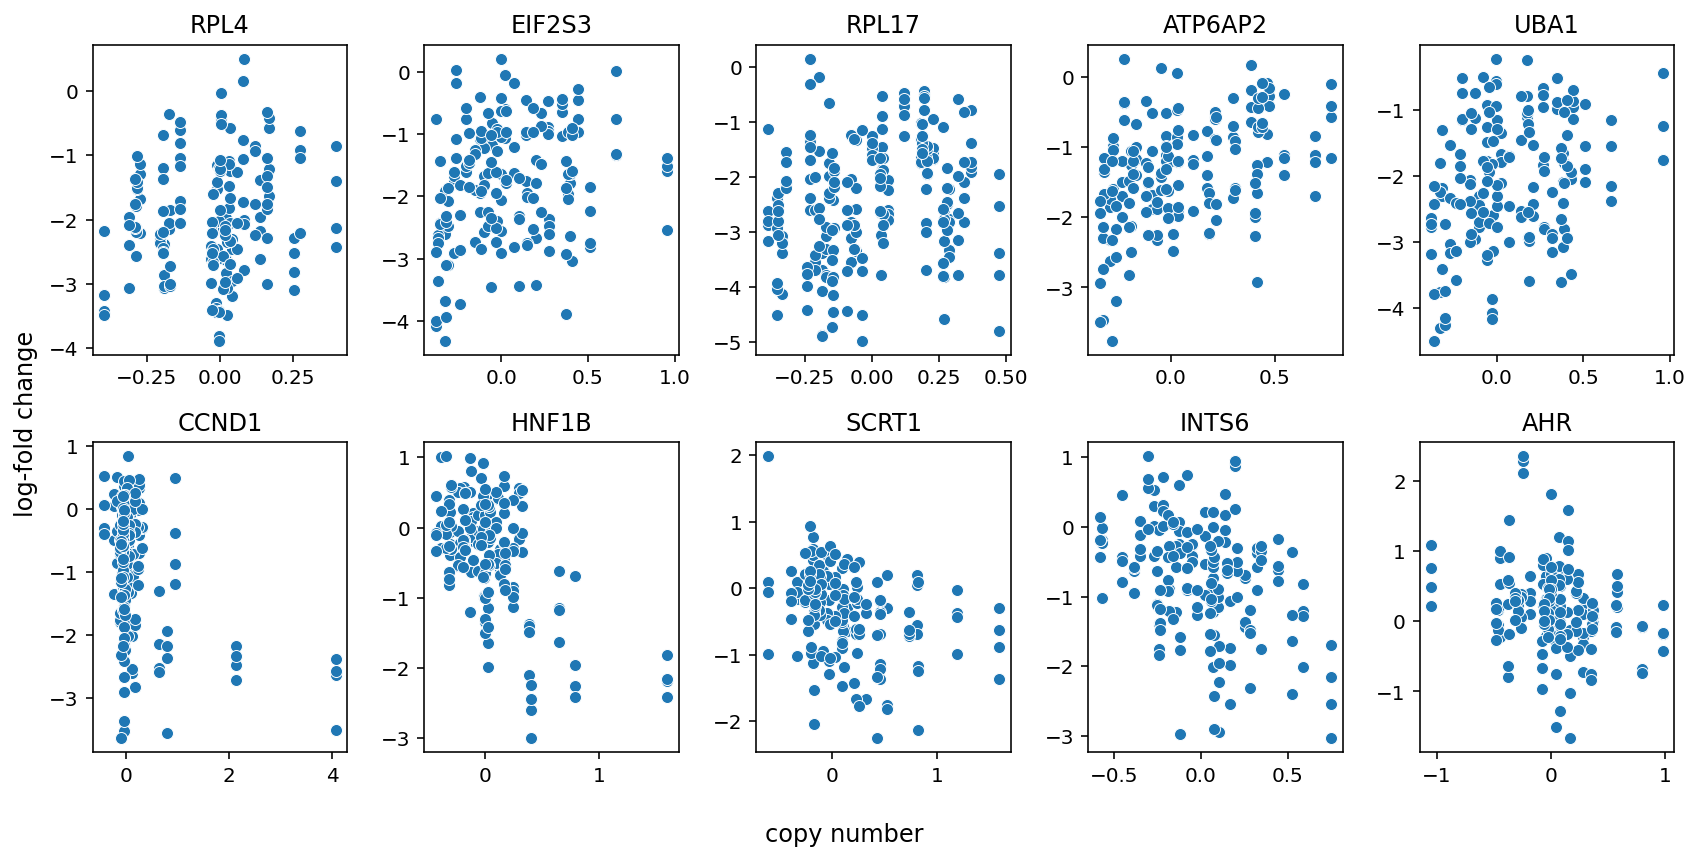 RPL4 EIF2S3 RPL17 ATP6AP2 UBA1
0 0 0 0 −1
−1 −1 −1 −1 −2
−2 −2 −2 −2 −3
−3 −3 −3 −3 −4
−4 −4 −4
−5
−0.25 0.00 0.25 0.0 0.5 1.0 −0.25 0.00 0.25 0.50 0.0 0.5 0.0 0.5 1.0
log-fold change
CCND1 HNF1B SCRT1 INTS6 AHR
1 1 2 1 2
0 0 1 0 1
−1 −1 0 −1 0
−2 −2 −1 −2 −1
−3 −3 −2 −3
0 2 4 0 1 0 1 −0.5 0.0 0.5 −1 0 1
copy number